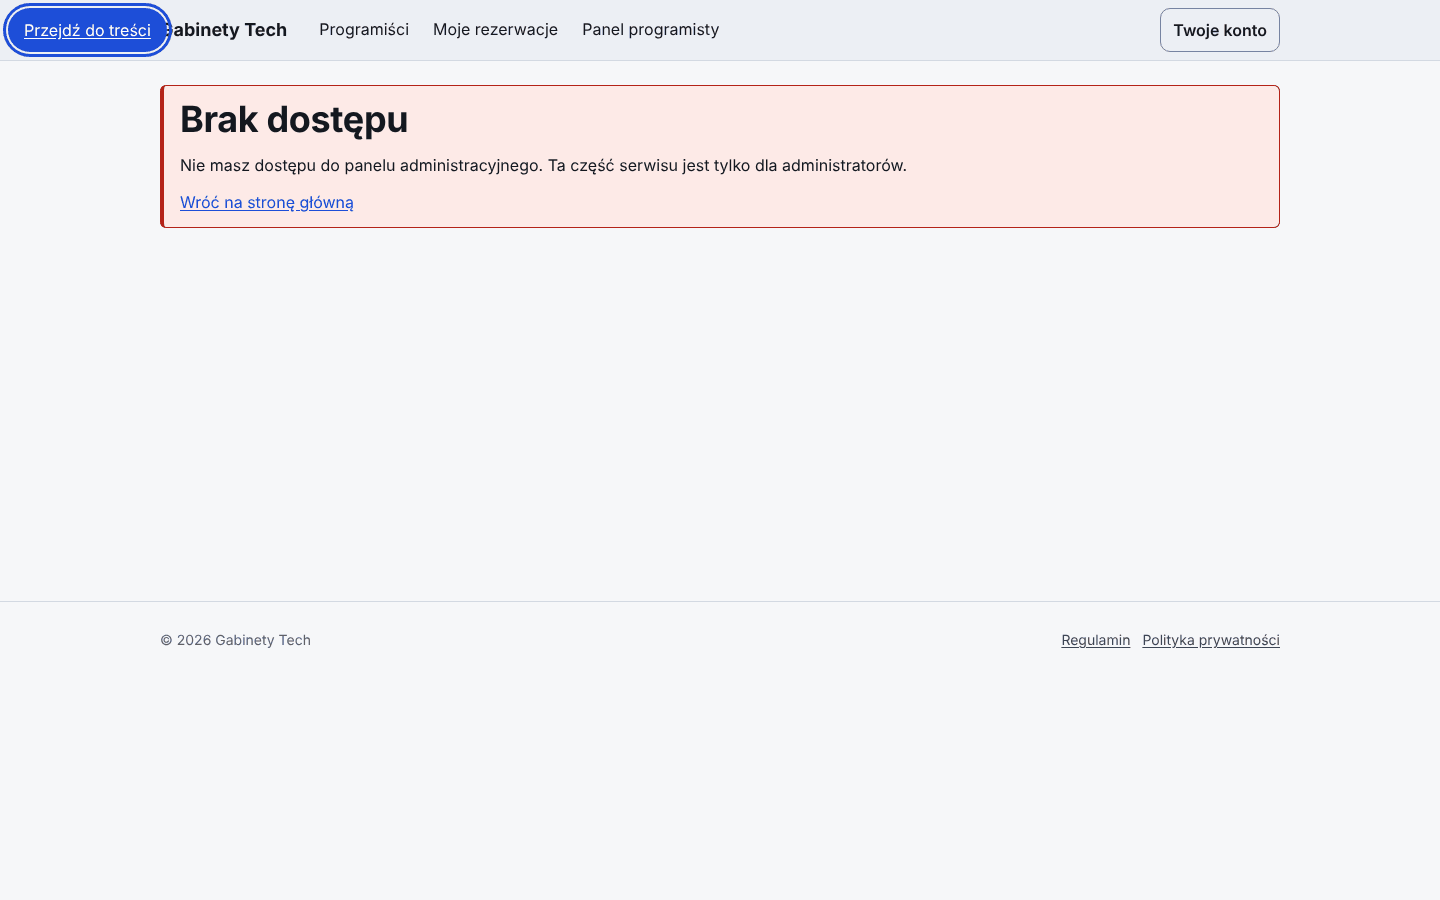 Przejdź do treści
Gabinety Tech
Programiści
Moje rezerwacje
Panel programisty
Twoje konto
Brak dostępu
Nie masz dostępu do panelu administracyjnego. Ta część serwisu jest tylko dla administratorów.
Wróć na stronę główną
© 2026 Gabinety Tech
Regulamin
Polityka prywatności